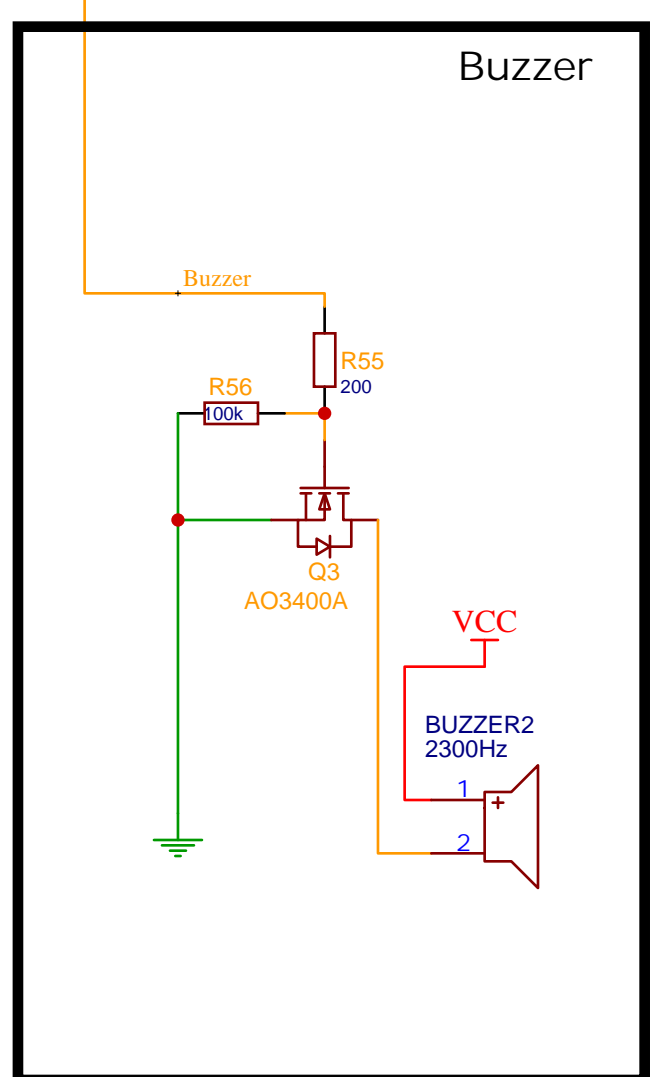 Buzzer
Buzzer
R55
200
R56
100k
Q3
AO3400A
VCC
BUZZER2
2300Hz
1
+
2